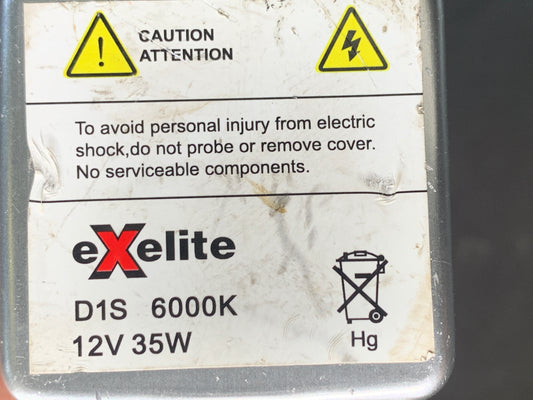 CAUTION
ATTENTION
To avoid personal injury from electric
shock,do not probe or remove cover.
No serviceable components.
eXelite
D1S 6000K
12V 35W
Hg